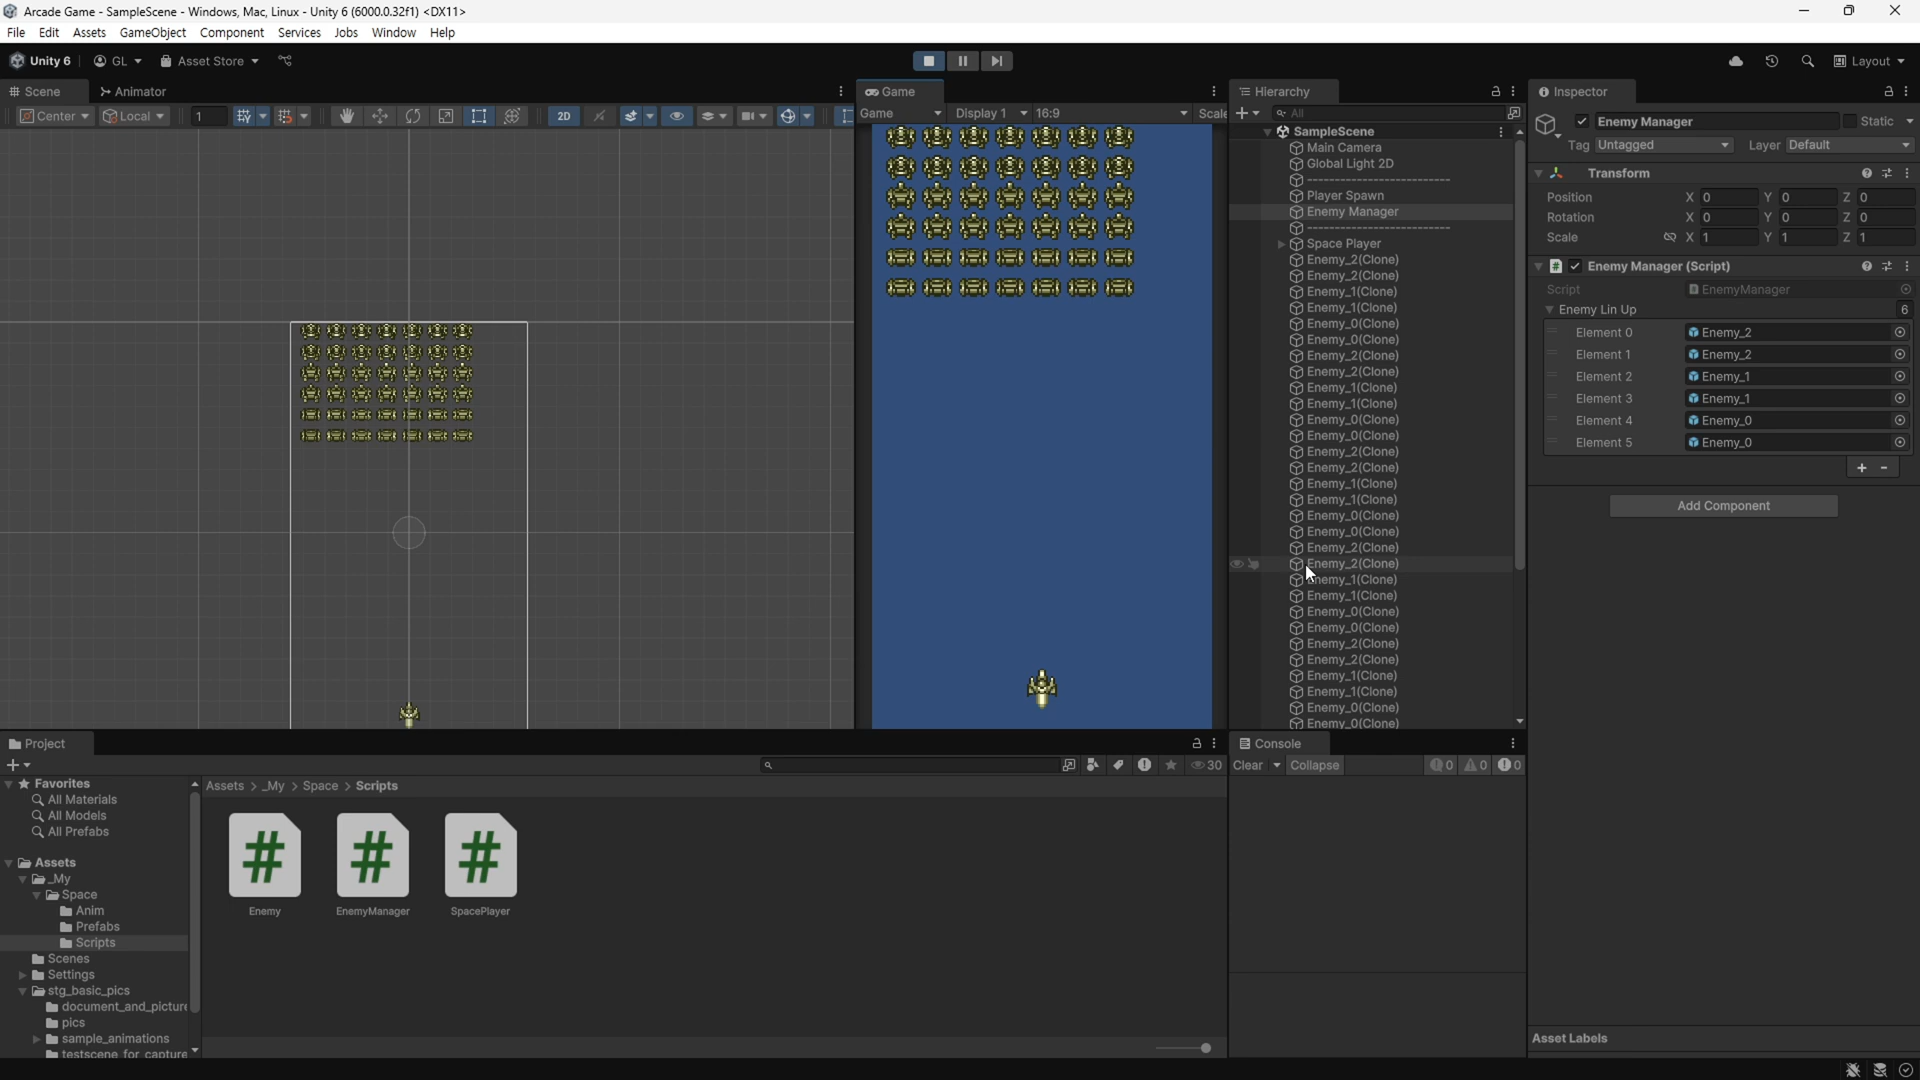 Arcade Game - SampleScene - Windows, Mac, Linux - Unity 6 (6000.0.32f1) <DX11>
File Edit Assets GameObject Component Services Jobs Window Help
Unity 6 GL Asset Store Layout
Scene Animator
Center Local 1 2D
Game
Game Display 1 16:9 Scale
Hierarchy
All
SampleScene
Main Camera
Global Light 2D
--------------------------
Player Spawn
Enemy Manager
--------------------------
Space Player
Enemy_2(Clone)
Enemy_2(Clone)
Enemy_1(Clone)
Enemy_1(Clone)
Enemy_0(Clone)
Enemy_0(Clone)
Enemy_2(Clone)
Enemy_2(Clone)
Enemy_1(Clone)
Enemy_1(Clone)
Enemy_0(Clone)
Enemy_0(Clone)
Enemy_2(Clone)
Enemy_2(Clone)
Enemy_1(Clone)
Enemy_1(Clone)
Enemy_0(Clone)
Enemy_0(Clone)
Enemy_2(Clone)
Enemy_2(Clone)
Enemy_1(Clone)
Enemy_1(Clone)
Enemy_0(Clone)
Enemy_0(Clone)
Enemy_2(Clone)
Enemy_2(Clone)
Enemy_1(Clone)
Enemy_1(Clone)
Enemy_0(Clone)
Enemy_0(Clone)
Inspector
Enemy Manager Static
Tag Untagged Layer Default
Transform
Position X 0 Y 0 Z 0
Rotation X 0 Y 0 Z 0
Scale X 1 Y 1 Z 1
Enemy Manager (Script)
Script EnemyManager
Enemy Lin Up 6
Element 0 Enemy_2
Element 1 Enemy_2
Element 2 Enemy_1
Element 3 Enemy_1
Element 4 Enemy_0
Element 5 Enemy_0
+ -
Add Component
Asset Labels
Project
30
Favorites
All Materials
All Models
All Prefabs
Assets
_My
Space
Anim
Prefabs
Scripts
Scenes
Settings
stg_basic_pics
document_and_picture
pics
sample_animations
testscene_for_capture
Assets > _My > Space > Scripts
Enemy EnemyManager SpacePlayer
Console
Clear Collapse 0 0 0